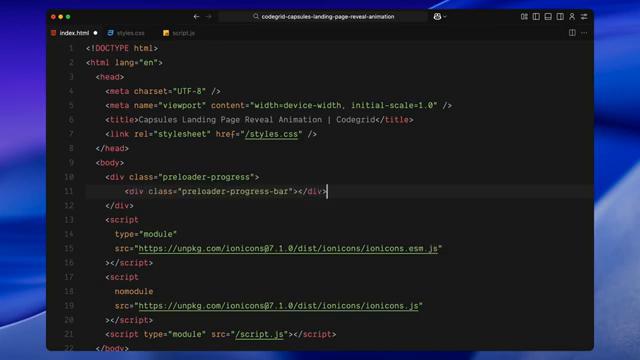 codegrid-capsules-landing-page-reveal-animation
index.html styles.css script.js
1 <!DOCTYPE html>
2 <html lang="en">
3 <head>
4 <meta charset="UTF-8" />
5 <meta name="viewport" content="width=device-width, initial-scale=1.0" />
6 <title>Capsules Landing Page Reveal Animation | Codegrid</title>
7 <link rel="stylesheet" href="/styles.css" />
8 </head>
9 <body>
10 <div class="preloader-progress">
11 <div class="preloader-progress-bar"></div>
12 </div>
13 <script
14 type="module"
15 src="https://unpkg.com/ionicons@7.1.0/dist/ionicons/ionicons.esm.js"
16 ></script>
17 <script
18 nomodule
19 src="https://unpkg.com/ionicons@7.1.0/dist/ionicons/ionicons.js"
20 ></script>
21 <script type="module" src="/script.js"></script>
22 </body>